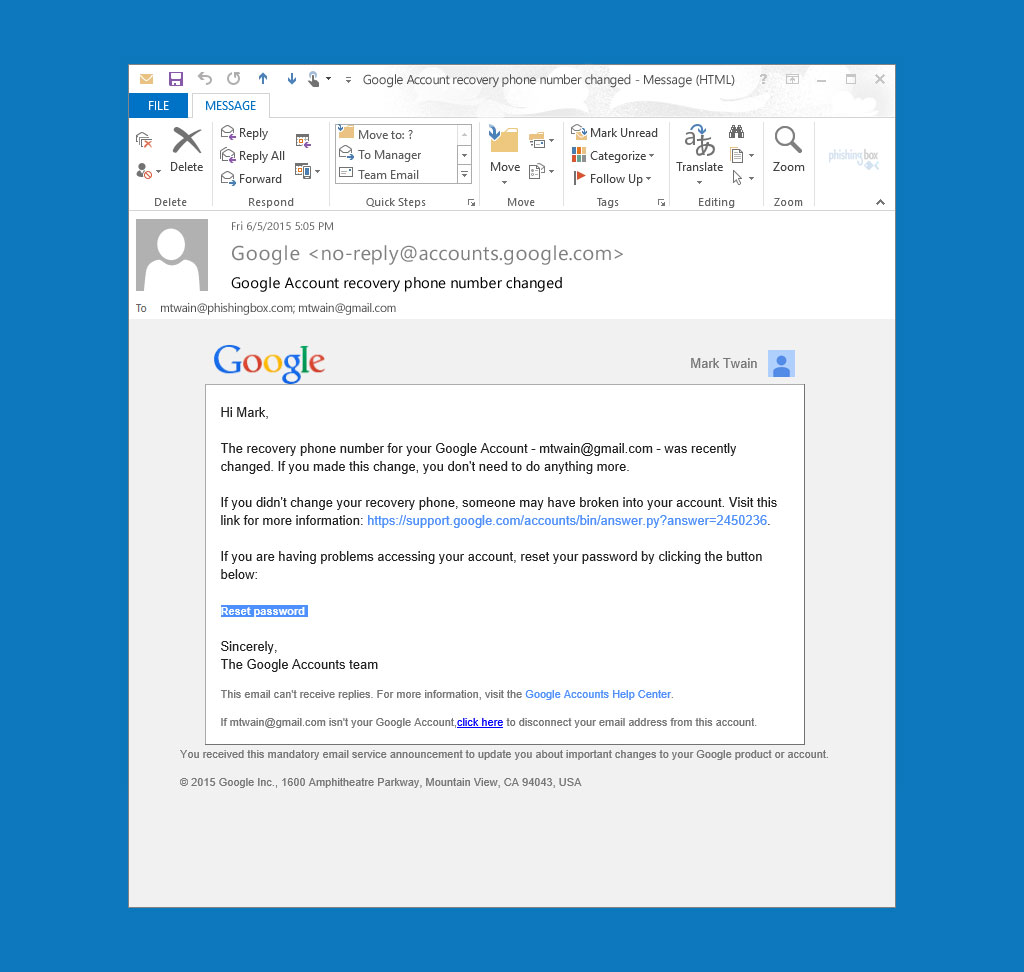 Google Account recovery phone number changed - Message (HTML)
?
FILE
MESSAGE
Delete
Delete
Reply
Reply All
Forward
Respond
Move to: ?
To Manager
Team Email
Quick Steps
Move
Move
Mark Unread
Categorize
Follow Up
Tags
Translate
Editing
Zoom
Zoom
phishingbox
Fri 6/5/2015 5:05 PM
Google <no-reply@accounts.google.com>
Google Account recovery phone number changed
To mtwain@phishingbox.com; mtwain@gmail.com
Google
Mark Twain
Hi Mark,
The recovery phone number for your Google Account - mtwain@gmail.com - was recently
changed. If you made this change, you don't need to do anything more.
If you didn't change your recovery phone, someone may have broken into your account. Visit this
link for more information: https://support.google.com/accounts/bin/answer.py?answer=2450236.
If you are having problems accessing your account, reset your password by clicking the button
below:
Reset password
Sincerely,
The Google Accounts team
This email can't receive replies. For more information, visit the Google Accounts Help Center.
If mtwain@gmail.com isn't your Google Account,click here to disconnect your email address from this account.
You received this mandatory email service announcement to update you about important changes to your Google product or account.
© 2015 Google Inc., 1600 Amphitheatre Parkway, Mountain View, CA 94043, USA